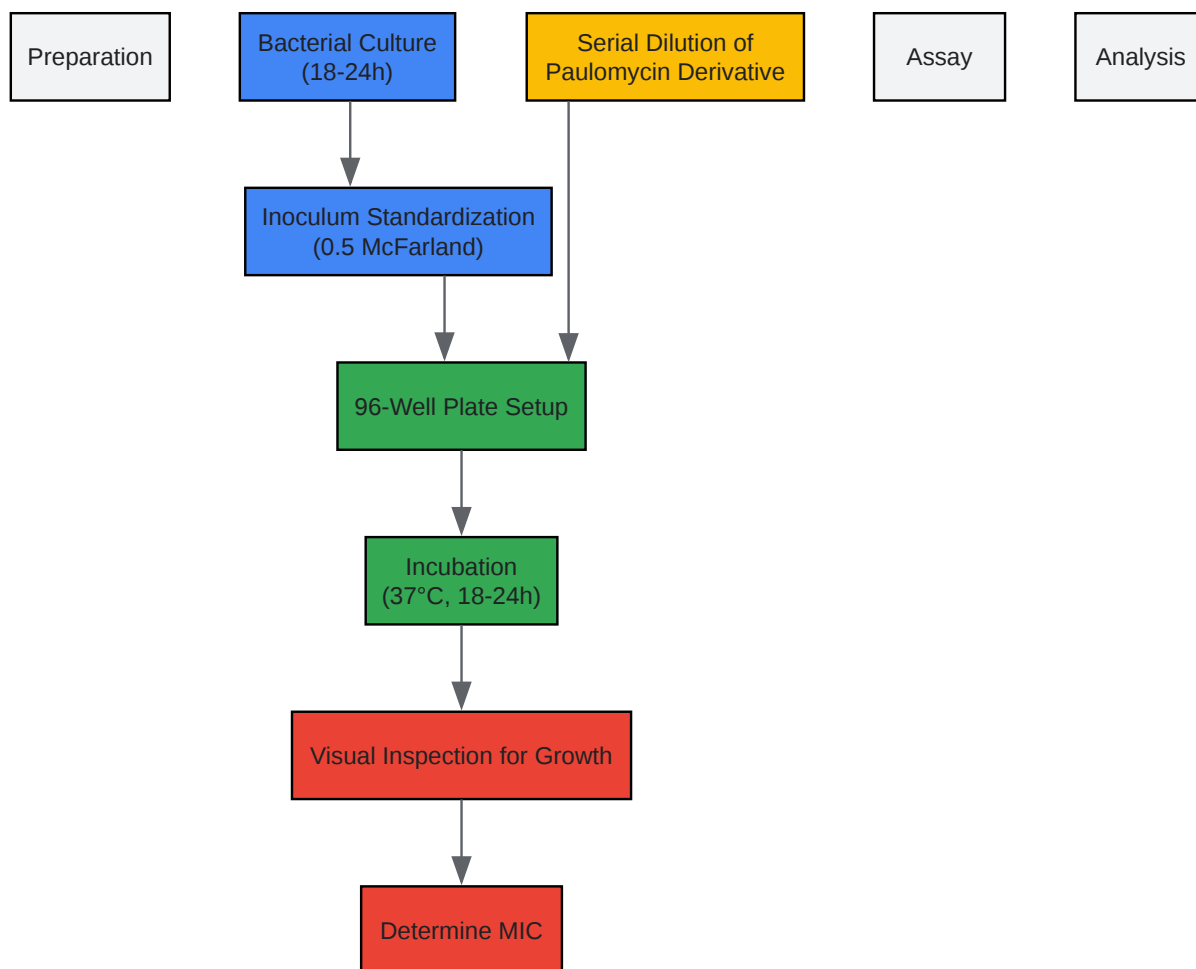 Preparation
Bacterial Culture
(18-24h)
Serial Dilution of
Paulomycin Derivative
Assay
Analysis
Inoculum Standardization
(0.5 McFarland)
96-Well Plate Setup
Incubation
(37°C, 18-24h)
Visual Inspection for Growth
Determine MIC